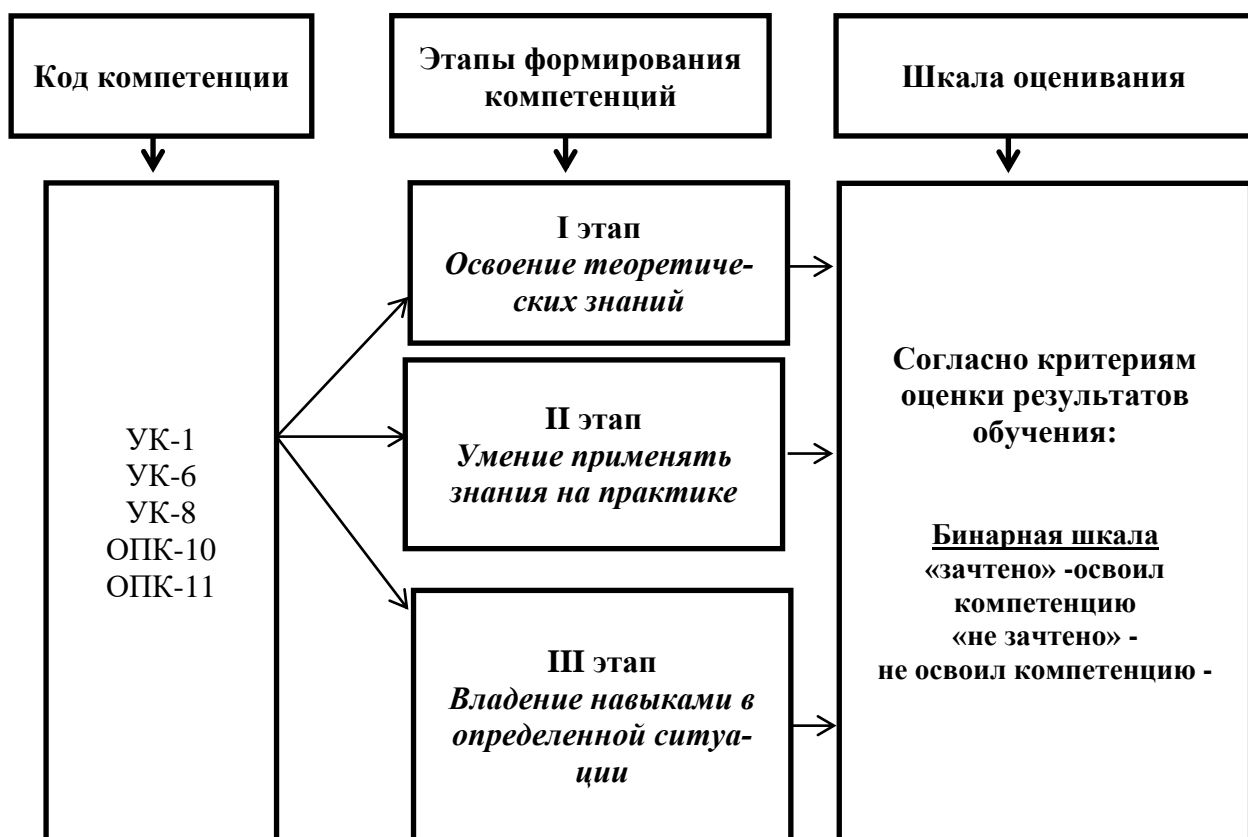 Код компетенции
Этапы формирования
компетенций
Шкала оценивания
УК-1
УК-6
УК-8
ОПК-10
ОПК-11
I этап
Освоение теоретиче-
ских знаний
II этап
Умение применять
знания на практике
III этап
Владение навыками в
определенной ситуа-
ции
Согласно критериям
оценки результатов
обучения:
Бинарная шкала
«зачтено» -освоил
компетенцию
«не зачтено» -
не освоил компетенцию -